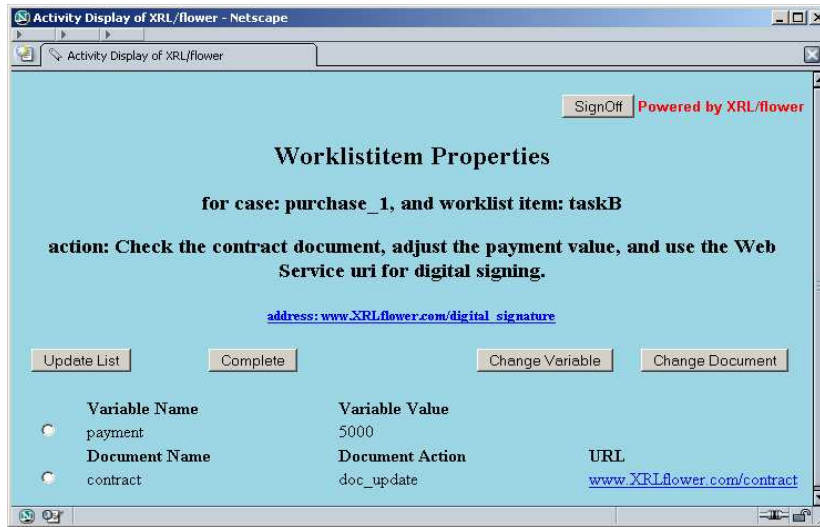 Activity Display of XRL/flower - Netscape
Activity Display of XRL/flower
SignOff Powered by XRL/flower
Worklistitem Properties
for case: purchase_1, and worklist item: taskB
action: Check the contract document, adjust the payment value, and use the Web
Service uri for digital signing.
address: www.XRLflower.com/digital_signature
Update List Complete Change Variable Change Document
Variable Name Variable Value
payment 5000
Document Name Document Action URL
contract doc_update www.XRLflower.com/contract